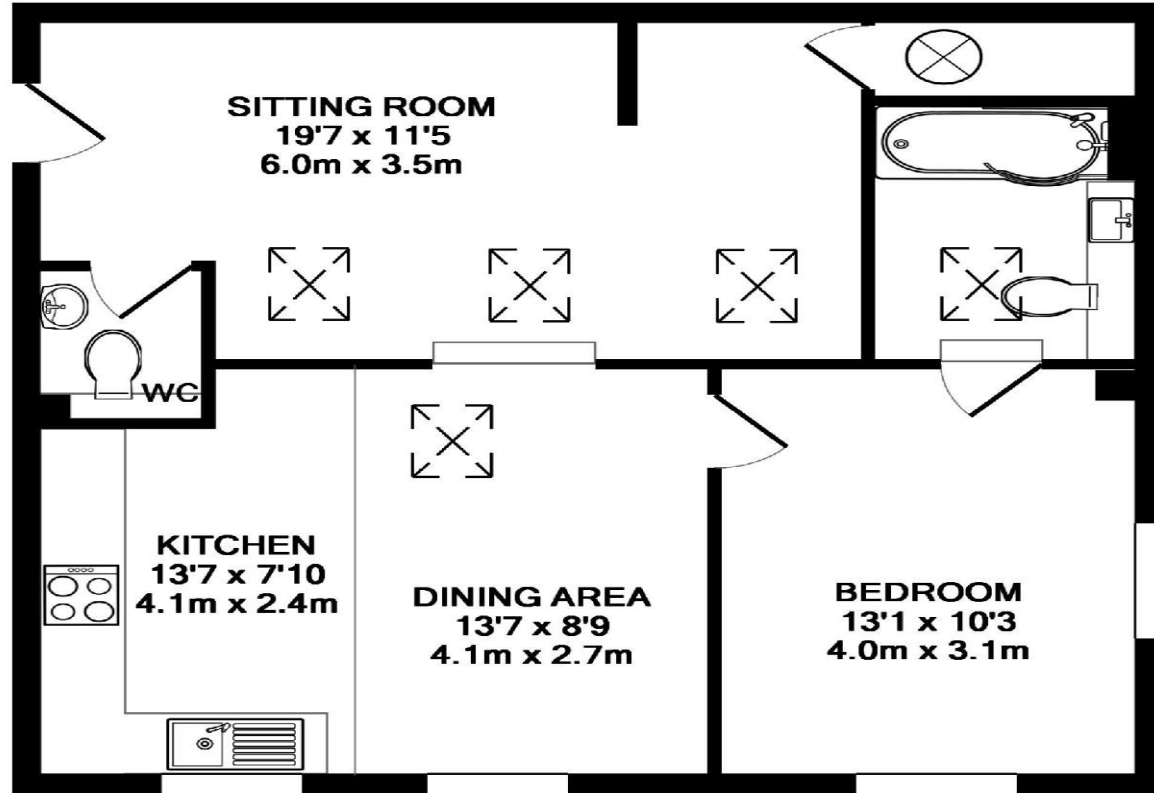 SITTING ROOM
19'7 x 11'5
6.0m x 3.5m
WC
KITCHEN
13'7 x 7'10
4.1m x 2.4m
DINING AREA
13'7 x 8'9
4.1m x 2.7m
BEDROOM
13'1 x 10'3
4.0m x 3.1m